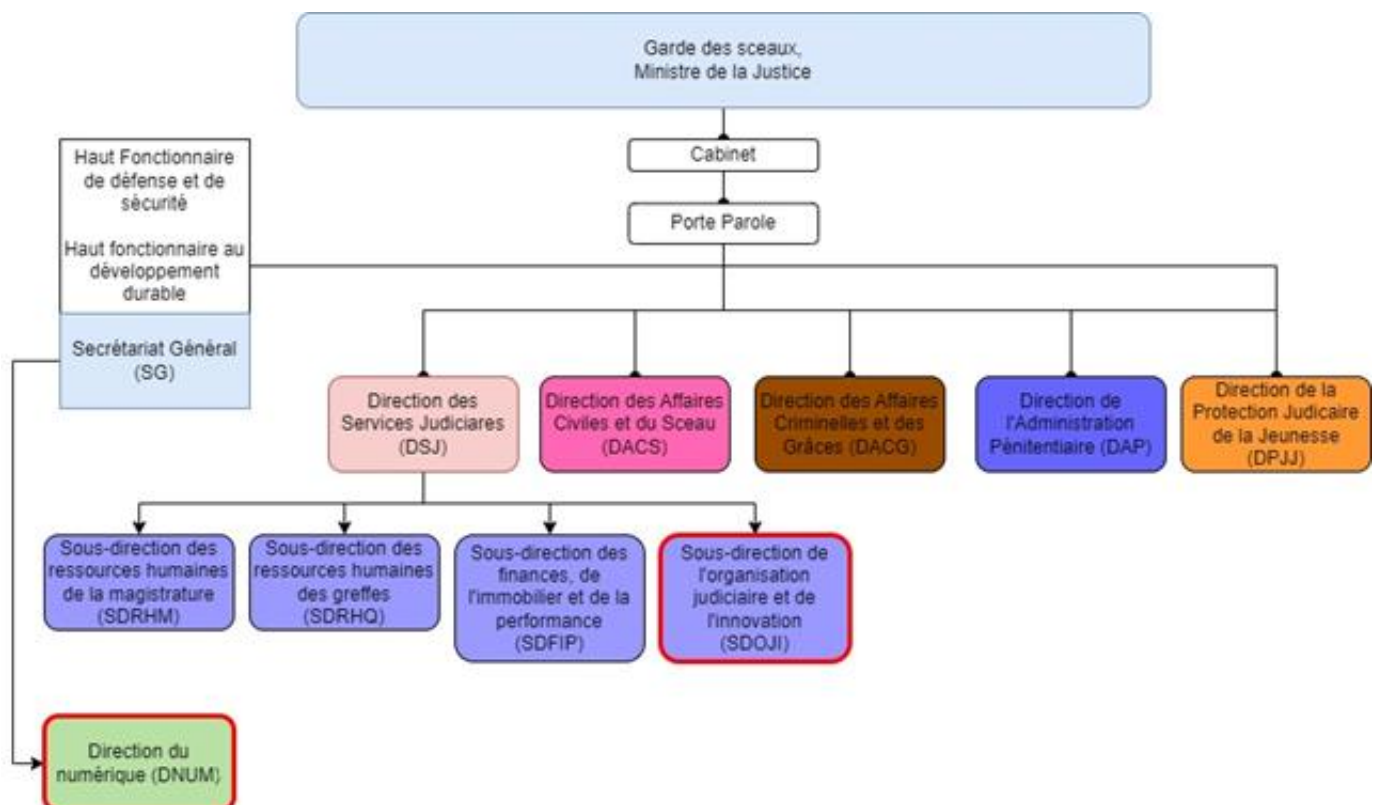 Garde des sceaux,
Ministre de la Justice
Cabinet
Porte Parole
Haut Fonctionnaire
de défense et de
sécurité
Haut fonctionnaire au
développement
durable
Secrétariat Général
(SG)
Direction des
Services Judiciares
(DSJ)
Direction des Affaires
Civiles et du Sceau
(DACS)
Direction des Affaires
Criminelles et des
Grâces (DACG)
Direction de
l'Administration
Pénitentiaire (DAP)
Direction de la
Protection Judicaire
de la Jeunesse
(DPJJ)
Sous-direction des
ressources humaines
de la magistrature
(SDRHM)
Sous-direction des
ressources humaines
des greffes
(SDRHQ)
Sous-direction des
finances, de
l'immobilier et de la
performance
(SDFIP)
Sous-direction de
l'organisation
judiciaire et de
l'innovation
(SDOJI)
Direction du
numérique (DNUM)